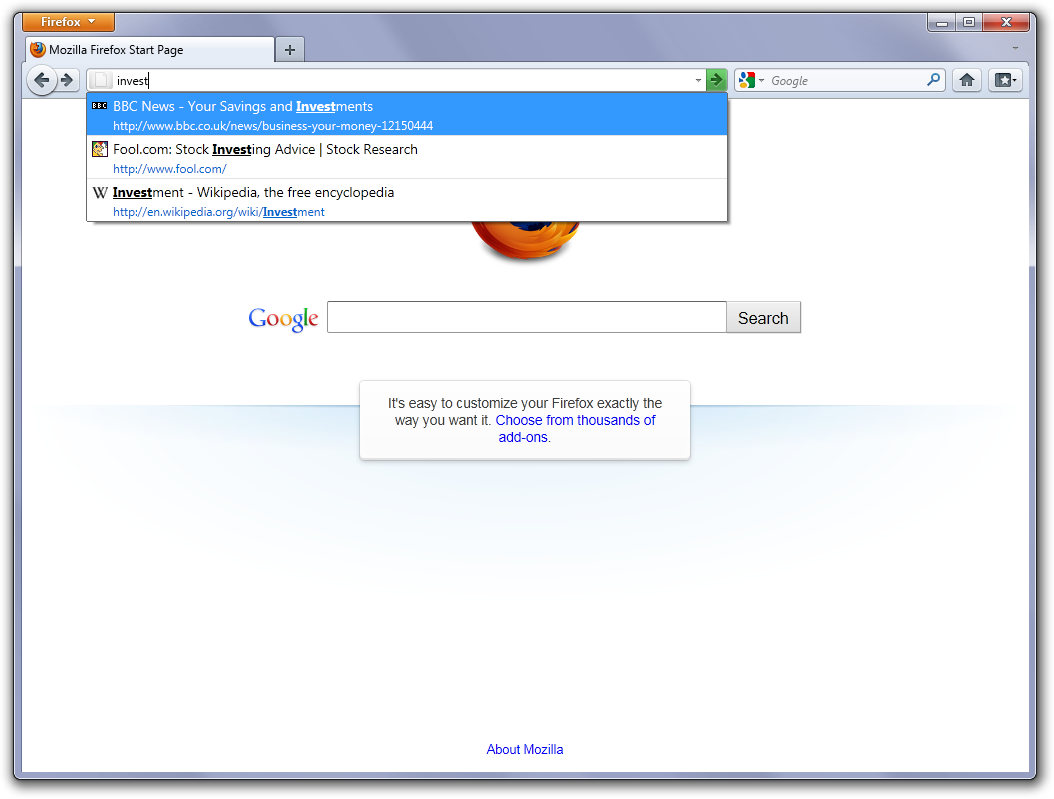 Firefox
Mozilla Firefox Start Page
invest
Google
BBC
BBC News - Your Savings and Investments
http://www.bbc.co.uk/news/business-your-money-12150444
Fool.com: Stock Investing Advice | Stock Research
http://www.fool.com/
W Investment - Wikipedia, the free encyclopedia
http://en.wikipedia.org/wiki/Investment
Google
Search
It's easy to customize your Firefox exactly the
way you want it. Choose from thousands of
add-ons.
About Mozilla